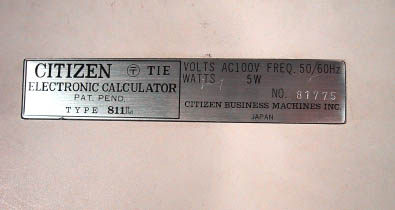 CITIZEN 〒 TIE
ELECTRONIC CALCULATOR
PAT. PEND.
TYPE 811L
VOLTS AC100V FREQ. 50/60Hz
WATTS 5W
NO. 81775
CITIZEN BUSINESS MACHINES INC.
JAPAN